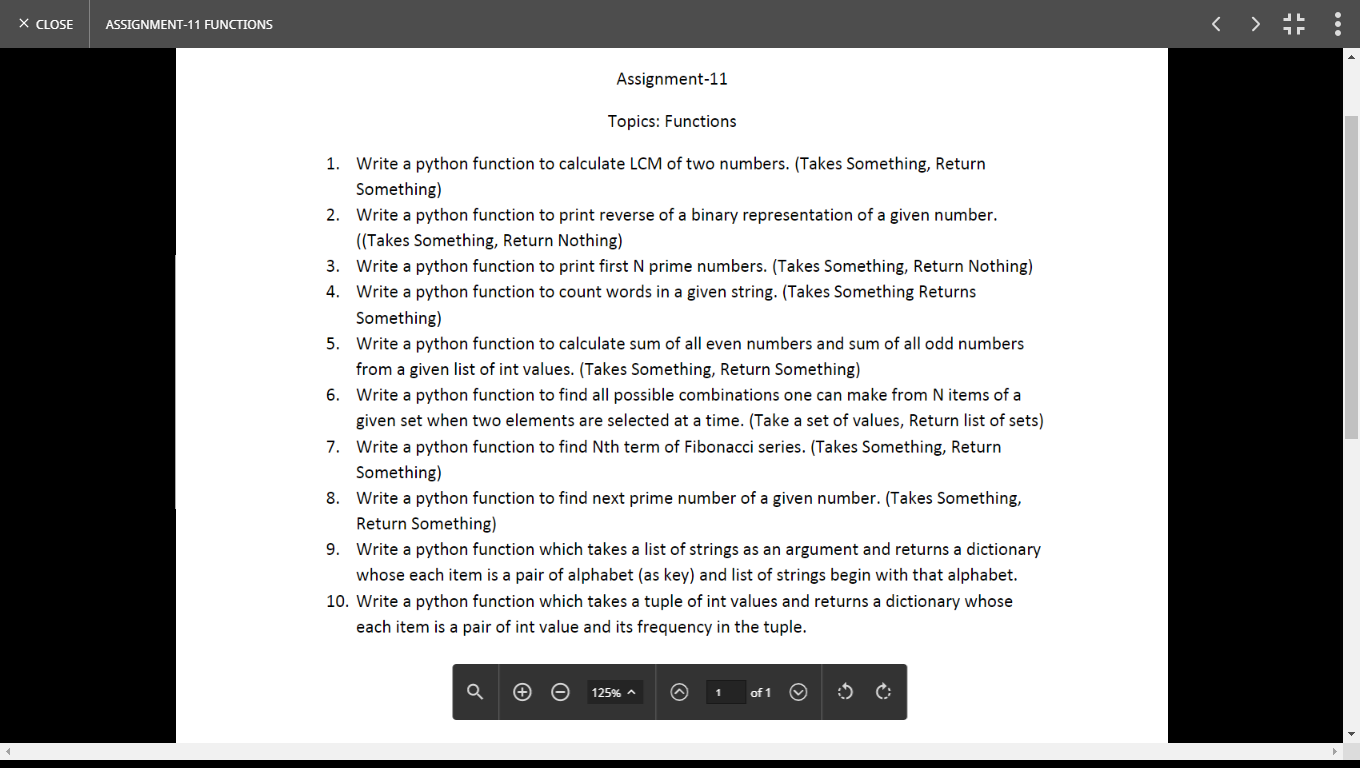 × CLOSE
ASSIGNMENT-11 FUNCTIONS
Assignment-11
Topics: Functions
1. Write a python function to calculate LCM of two numbers. (Takes Something, Return
Something)
2. Write a python function to print reverse of a binary representation of a given number.
((Takes Something, Return Nothing)
3. Write a python function to print first N prime numbers. (Takes Something, Return Nothing)
4. Write a python function to count words in a given string. (Takes Something Returns
Something)
5. Write a python function to calculate sum of all even numbers and sum of all odd numbers
from a given list of int values. (Takes Something, Return Something)
6. Write a python function to find all possible combinations one can make from N items of a
given set when two elements are selected at a time. (Take a set of values, Return list of sets)
7. Write a python function to find Nth term of Fibonacci series. (Takes Something, Return
Something)
8. Write a python function to find next prime number of a given number. (Takes Something,
Return Something)
9. Write a python function which takes a list of strings as an argument and returns a dictionary
whose each item is a pair of alphabet (as key) and list of strings begin with that alphabet.
10. Write a python function which takes a tuple of int values and returns a dictionary whose
each item is a pair of int value and its frequency in the tuple.
125% 1 of 1